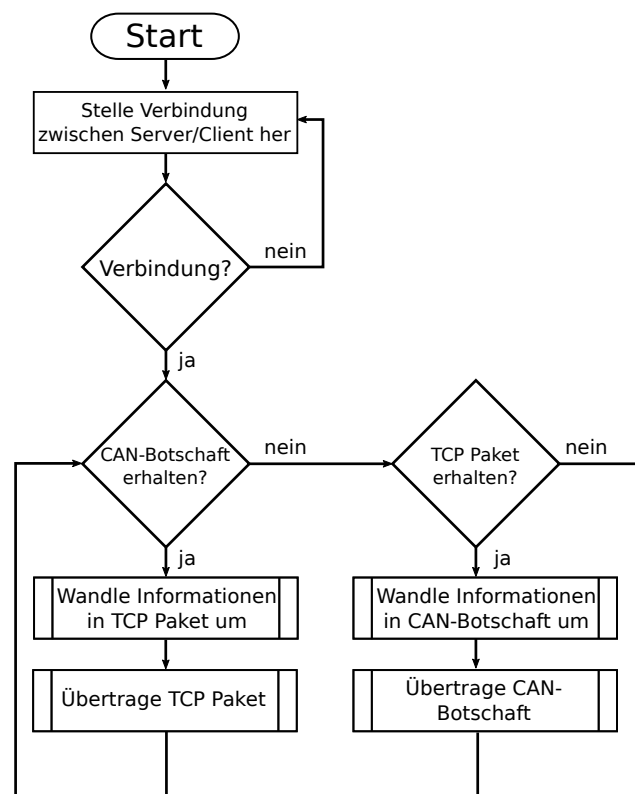 Start
Stelle Verbindung
zwischen Server/Client her
nein
Verbindung?
ja
CAN-Botschaft
erhalten?
nein
TCP Paket
erhalten?
nein
ja
ja
Wandle Informationen
in TCP Paket um
Wandle Informationen
in CAN-Botschaft um
Übertrage TCP Paket
Übertrage CAN-
Botschaft